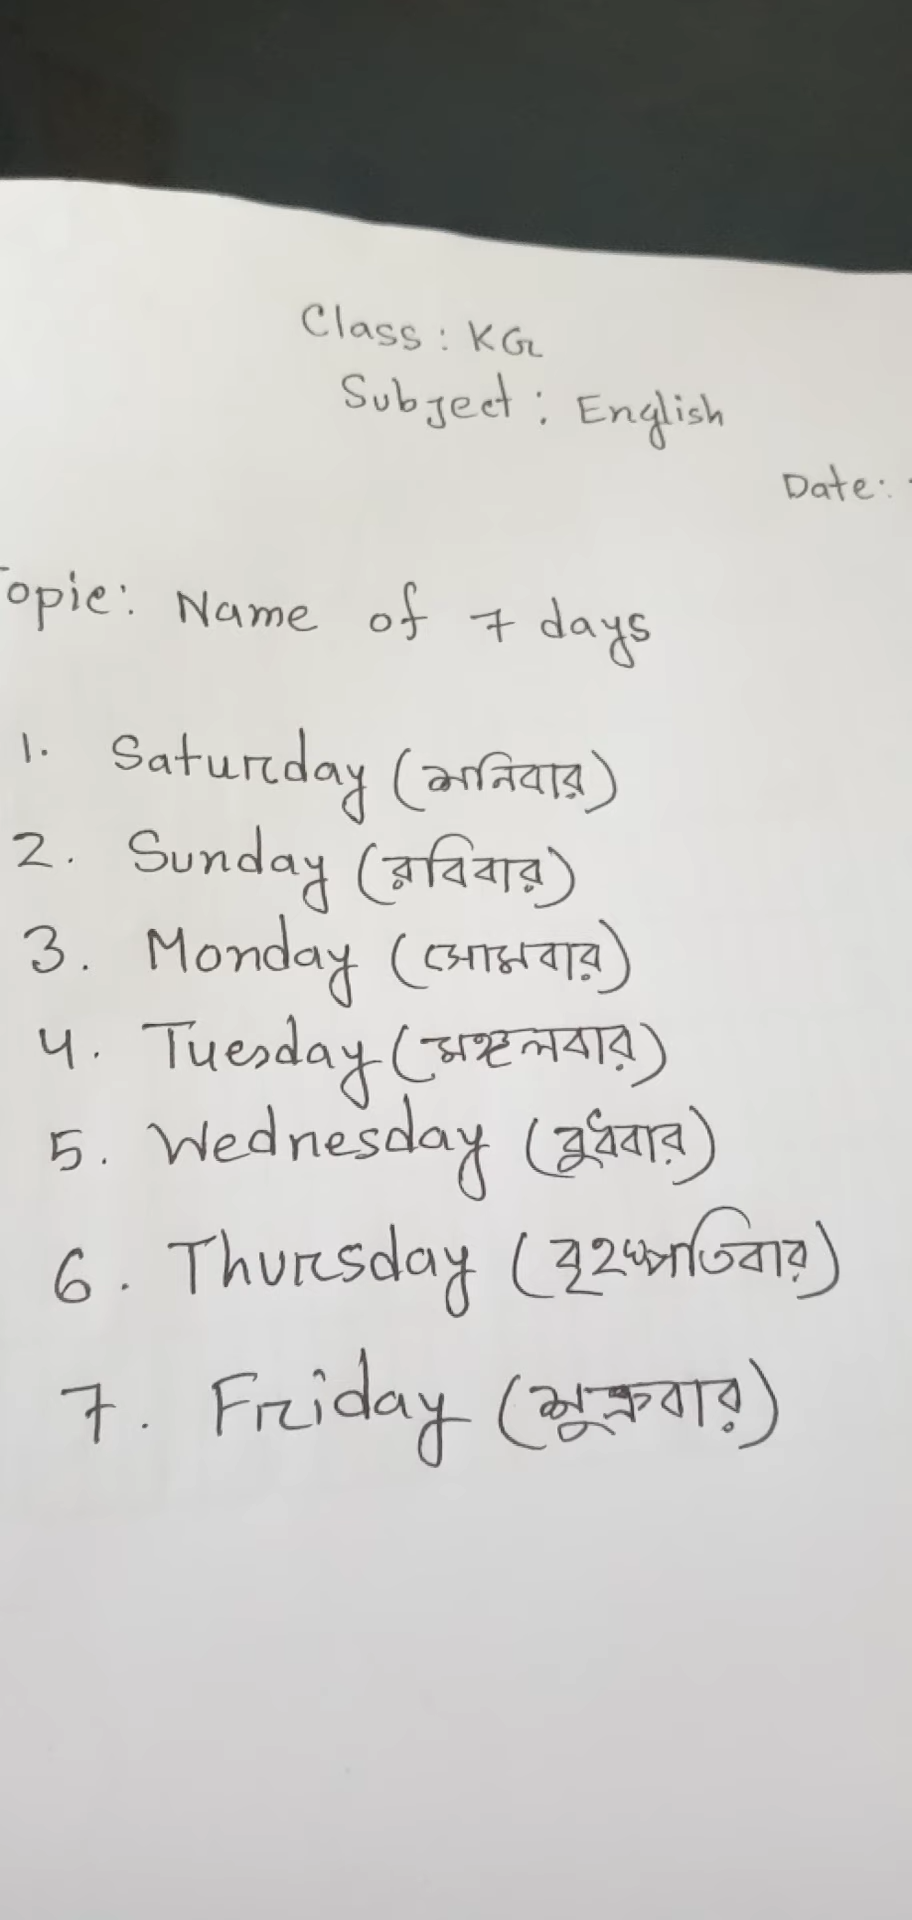 Class: KG
Subject: English
Date:
Topic: Name of 7 days
1. Saturday (শনিবার)
2. Sunday (রবিবার)
3. Monday (সোমবার)
4. Tuesday (মঙ্গলবার)
5. Wednesday (বুধবার)
6. Thursday (বৃহস্পতিবার)
7. Friday (শুক্রবার)